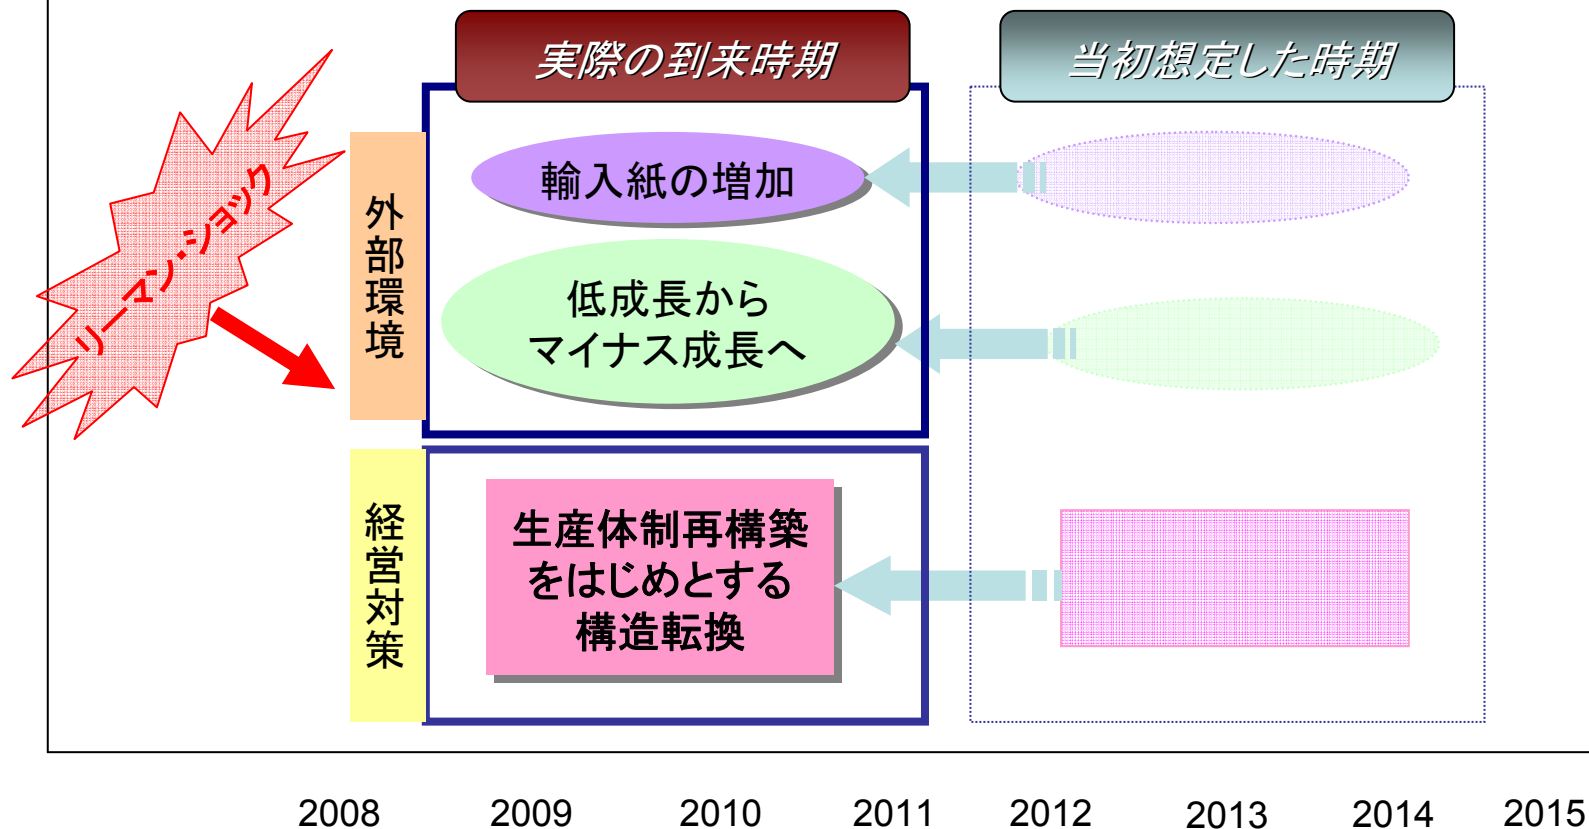 実際の到来時期
当初想定した時期
リーマン・ショック
外部環境
輸入紙の増加
低成長から
マイナス成長へ
経営対策
生産体制再構築
をはじめとする
構造転換
2008 2009 2010 2011 2012 2013 2014 2015